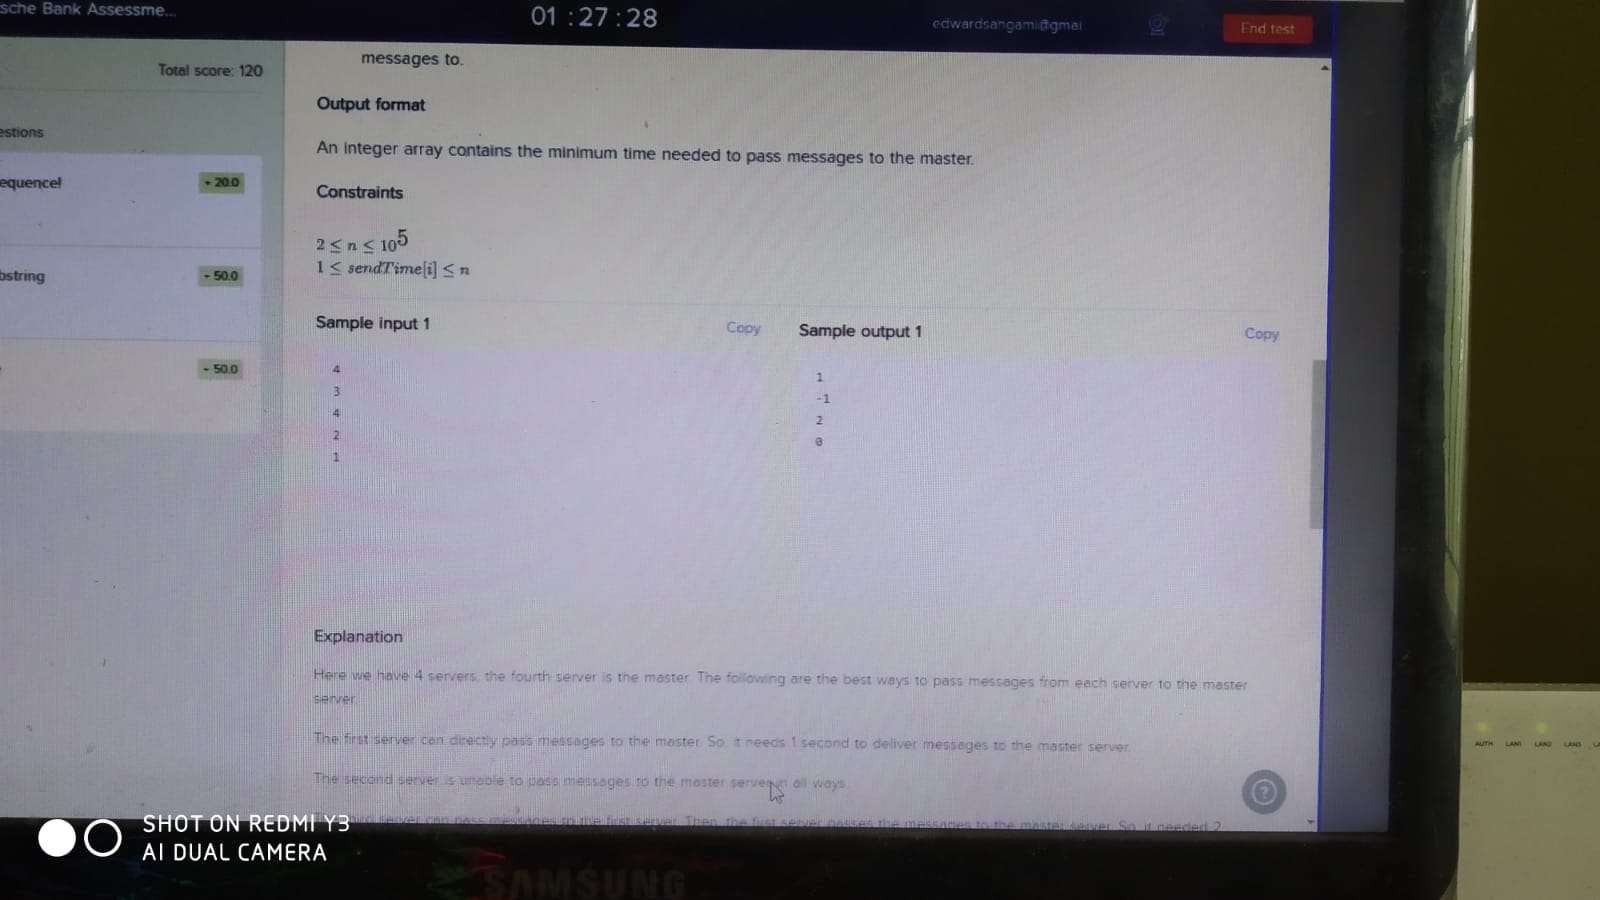 sche Bank Assessme...
01 : 27 : 28
edwardsangami@gmai
End test
Total score: 120
messages to.
Output format
estions
An integer array contains the minimum time needed to pass messages to the master.
equence!
+ 20.0
Constraints
2 ≤ n ≤ 10^5
1 ≤ sendTime[i] ≤ n
bstring
- 50.0
Sample input 1
Copy
Sample output 1
Copy
- 50.0
4
3
4
2
1
1
-1
2
0
Explanation
Here we have 4 servers, the fourth server is the master. The following are the best ways to pass messages from each server to the master
server.
The first server can directly pass messages to the master. So, it needs 1 second to deliver messages to the master server.
The second server is unable to pass messages to the master server in all ways.
server can pass messages to the first server. Then, the first server passes the messages to the master server. So, it needed 2
?
AUTH LAN1 LAN2 LAN3
SHOT ON REDMI Y3
AI DUAL CAMERA
SAMSUNG